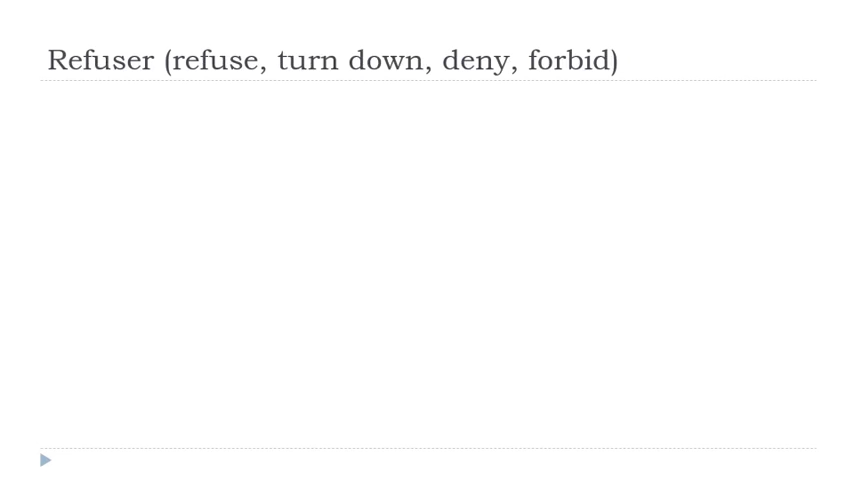 Refuser (refuse, turn down, deny, forbid)